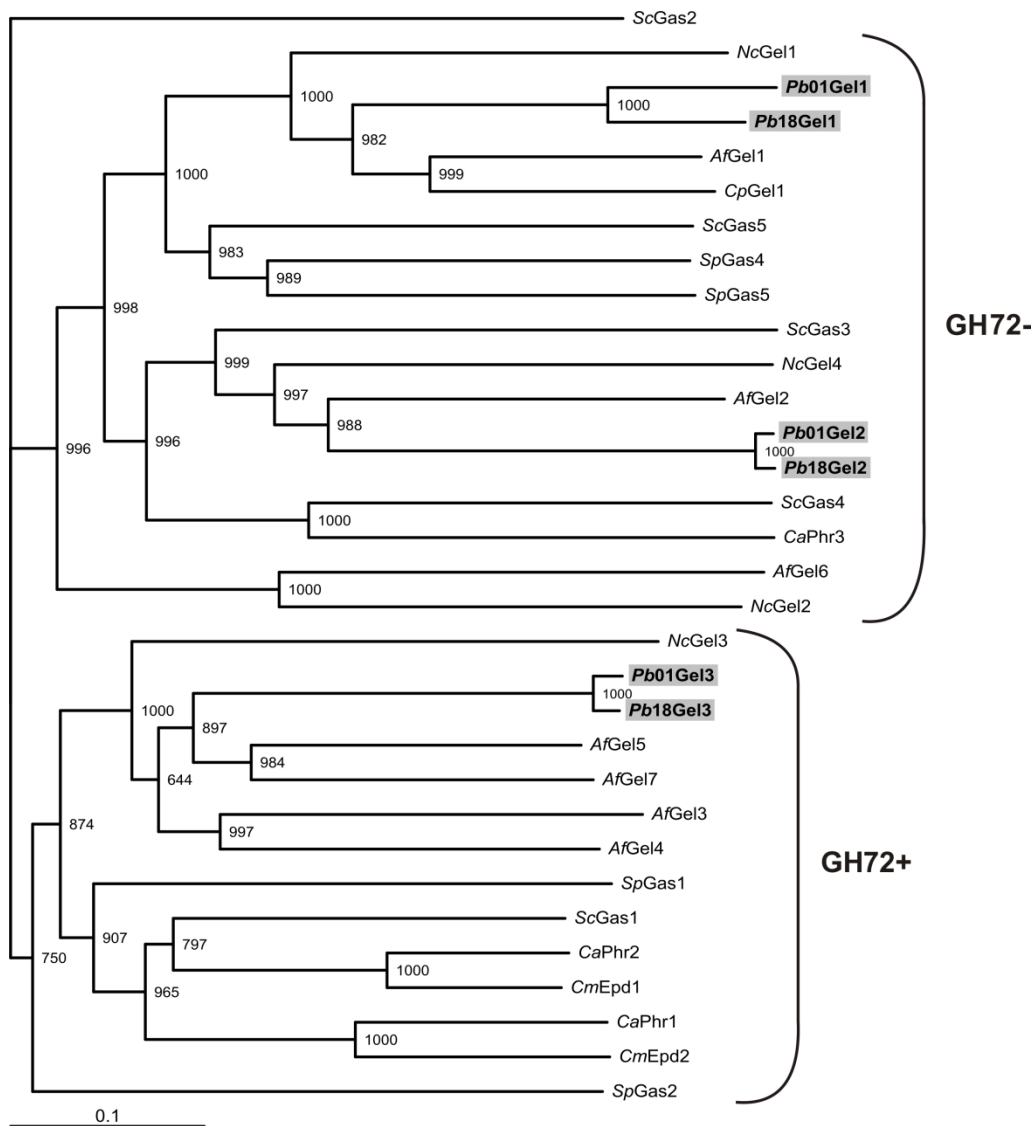 ScGas2
NcGel1
Pb01Gel1
1000
1000
Pb18Gel1
982
AfGel1
1000
999
CpGel1
ScGas5
983
SpGas4
989
SpGas5
998
GH72-
ScGas3
999
NcGel4
997
AfGel2
988
996
996
Pb01Gel2
1000
Pb18Gel2
ScGas4
1000
CaPhr3
AfGel6
1000
NcGel2
NcGel3
Pb01Gel3
1000
1000
Pb18Gel3
897
AfGel5
984
644
AfGel7
AfGel3
874
997
AfGel4
GH72+
SpGas1
ScGas1
907
797
CaPhr2
750
1000
CmEpd1
965
CaPhr1
1000
CmEpd2
SpGas2
0.1